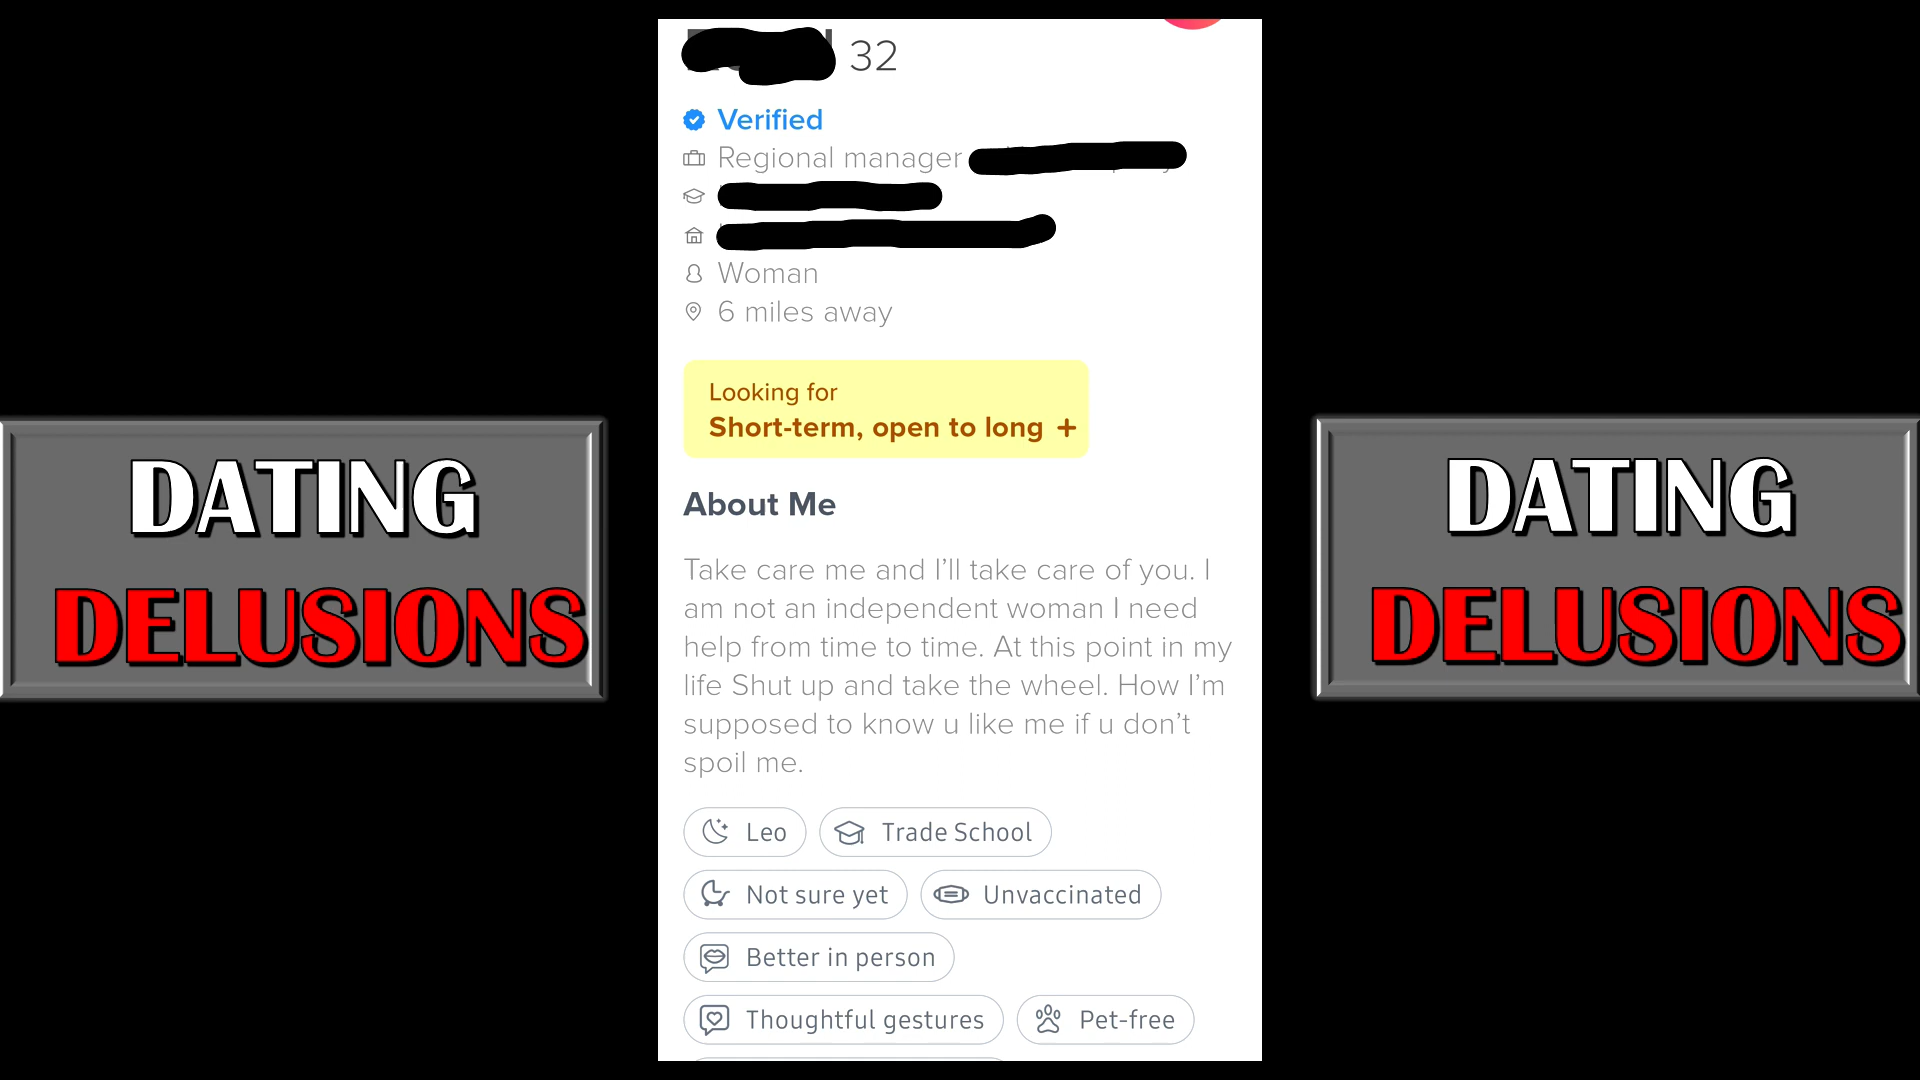 32
Verified
Regional manager
Woman
6 miles away
Looking for
Short-term, open to long +
About Me
Take care me and I'll take care of you. I
am not an independent woman I need
help from time to time. At this point in my
life Shut up and take the wheel. How I'm
supposed to know u like me if u don't
spoil me.
Leo
Trade School
Not sure yet
Unvaccinated
Better in person
Thoughtful gestures
Pet-free
DATING
DELUSIONS
DATING
DELUSIONS